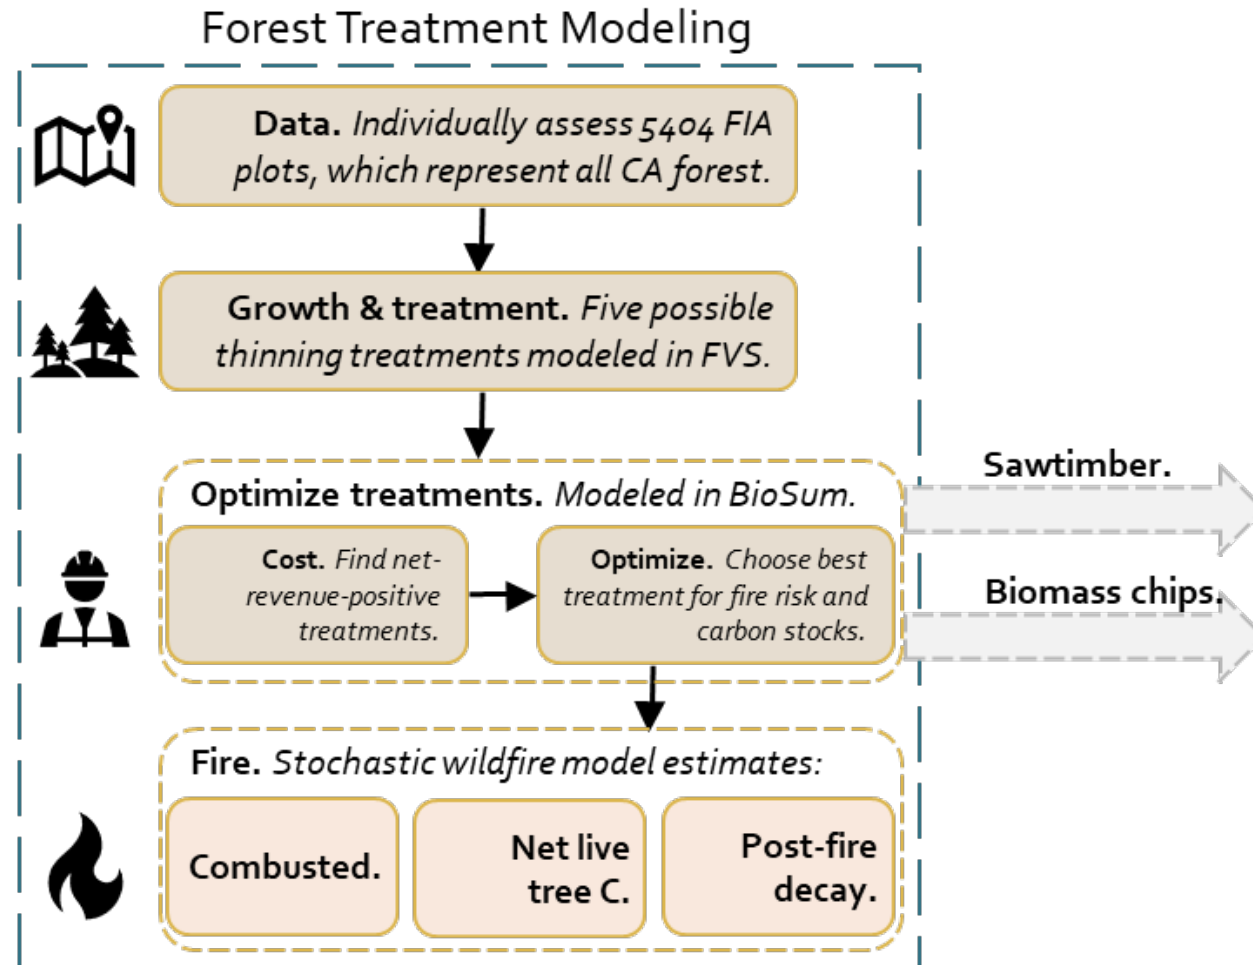 Forest Treatment Modeling
Data. Individually assess 5404 FIA
plots, which represent all CA forest.
Growth & treatment. Five possible
thinning treatments modeled in FVS.
Optimize treatments. Modeled in BioSum.
Cost. Find net-
revenue-positive
treatments.
Optimize. Choose best
treatment for fire risk and
carbon stocks.
Sawtimber.
Biomass chips.
Fire. Stochastic wildfire model estimates:
Combusted.
Net live
tree C.
Post-fire
decay.